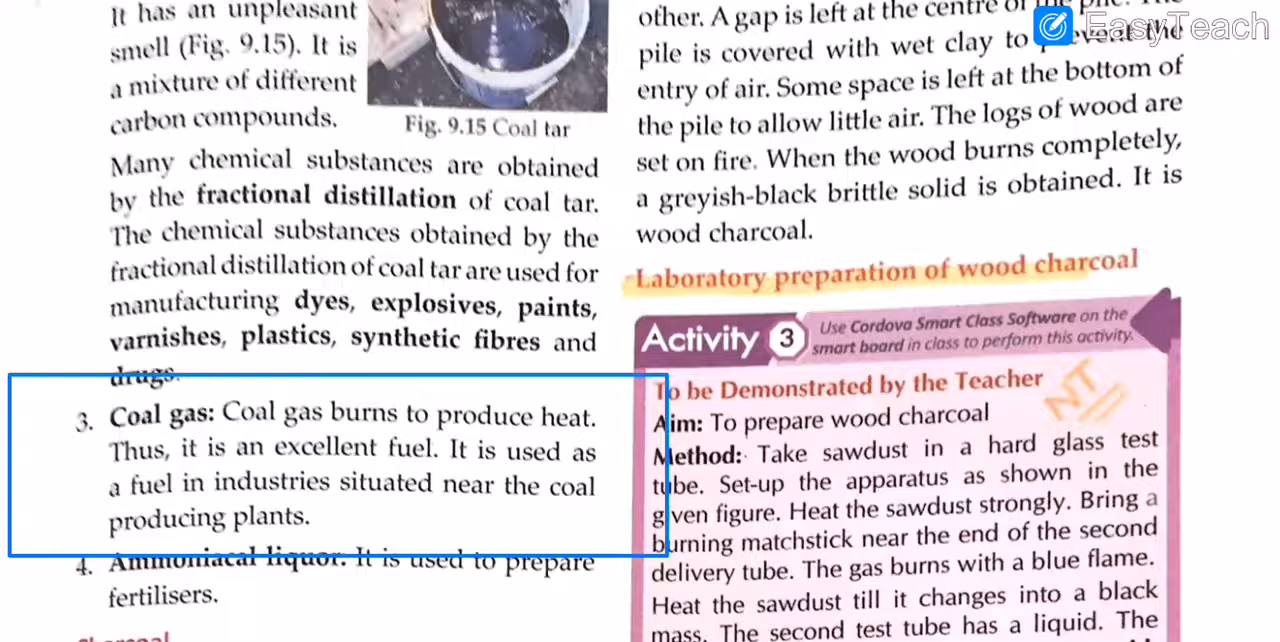 It has an unpleasant
smell (Fig. 9.15). It is
a mixture of different
carbon compounds.
Fig. 9.15 Coal tar
Many chemical substances are obtained
by the fractional distillation of coal tar.
The chemical substances obtained by the
fractional distillation of coal tar are used for
manufacturing dyes, explosives, paints,
varnishes, plastics, synthetic fibres and
drugs.
3. Coal gas: Coal gas burns to produce heat.
Thus, it is an excellent fuel. It is used as
a fuel in industries situated near the coal
producing plants.
4. Ammoniacal liquor: It is used to prepare
fertilisers.
Charcoal
other. A gap is left at the centre of the pile. The
pile is covered with wet clay to prevent the
entry of air. Some space is left at the bottom of
the pile to allow little air. The logs of wood are
set on fire. When the wood burns completely,
a greyish-black brittle solid is obtained. It is
wood charcoal.
Laboratory preparation of wood charcoal
Activity 3
Use Cordova Smart Class Software on the
smart board in class to perform this activity.
To be Demonstrated by the Teacher
NT
Aim: To prepare wood charcoal
Method: Take sawdust in a hard glass test
tube. Set-up the apparatus as shown in the
given figure. Heat the sawdust strongly. Bring a
burning matchstick near the end of the second
delivery tube. The gas burns with a blue flame.
Heat the sawdust till it changes into a black
mass. The second test tube has a liquid. The
EasyTeach